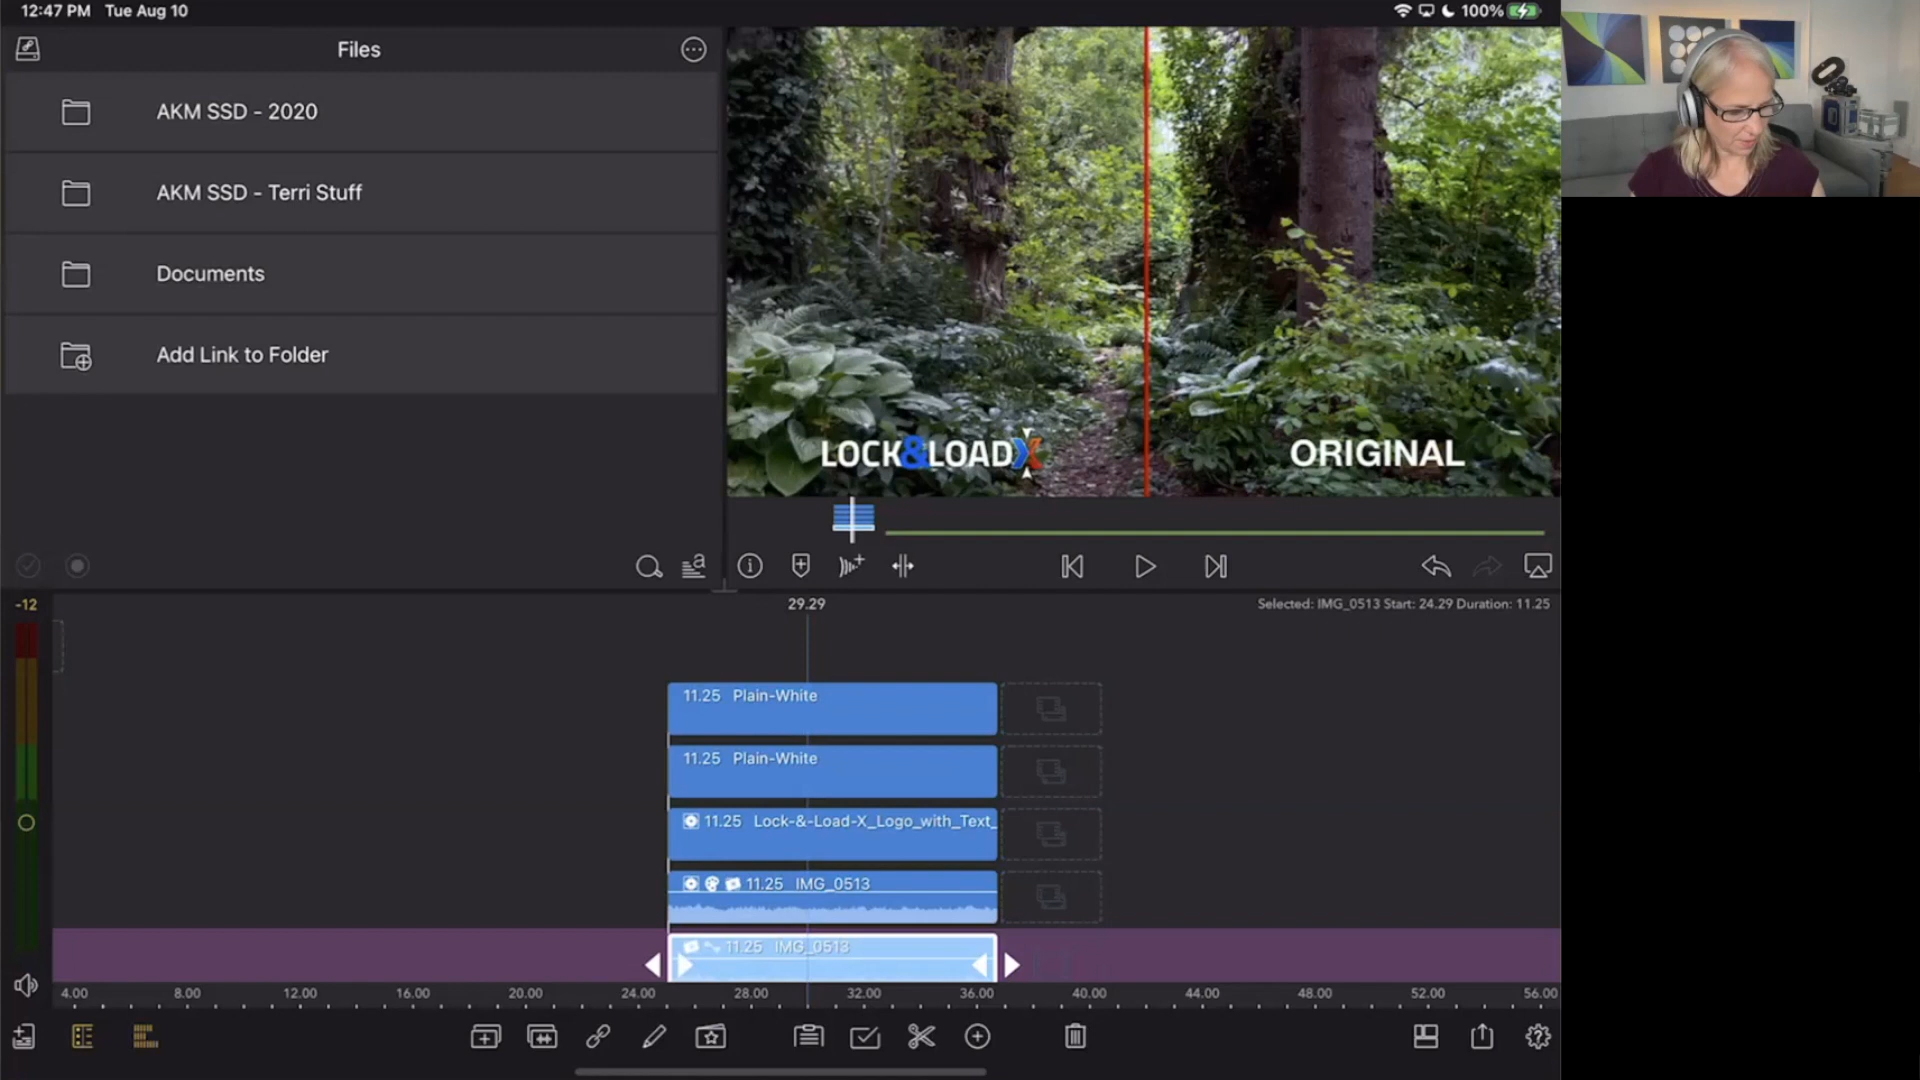 12:47 PM Tue Aug 10
100%
Files
AKM SSD - 2020
AKM SSD - Terri Stuff
Documents
Add Link to Folder
LOCK&LOADX
ORIGINAL
-12
29.29
Selected: IMG_0513 Start: 24.29 Duration: 11.25
11.25 Plain-White
11.25 Plain-White
11.25 Lock-&-Load-X_Logo_with_Text_
11.25 IMG_0513
11.25 IMG_0513
4.00 8.00 12.00 16.00 20.00 24.00 28.00 32.00 36.00 40.00 44.00 48.00 52.00 56.00